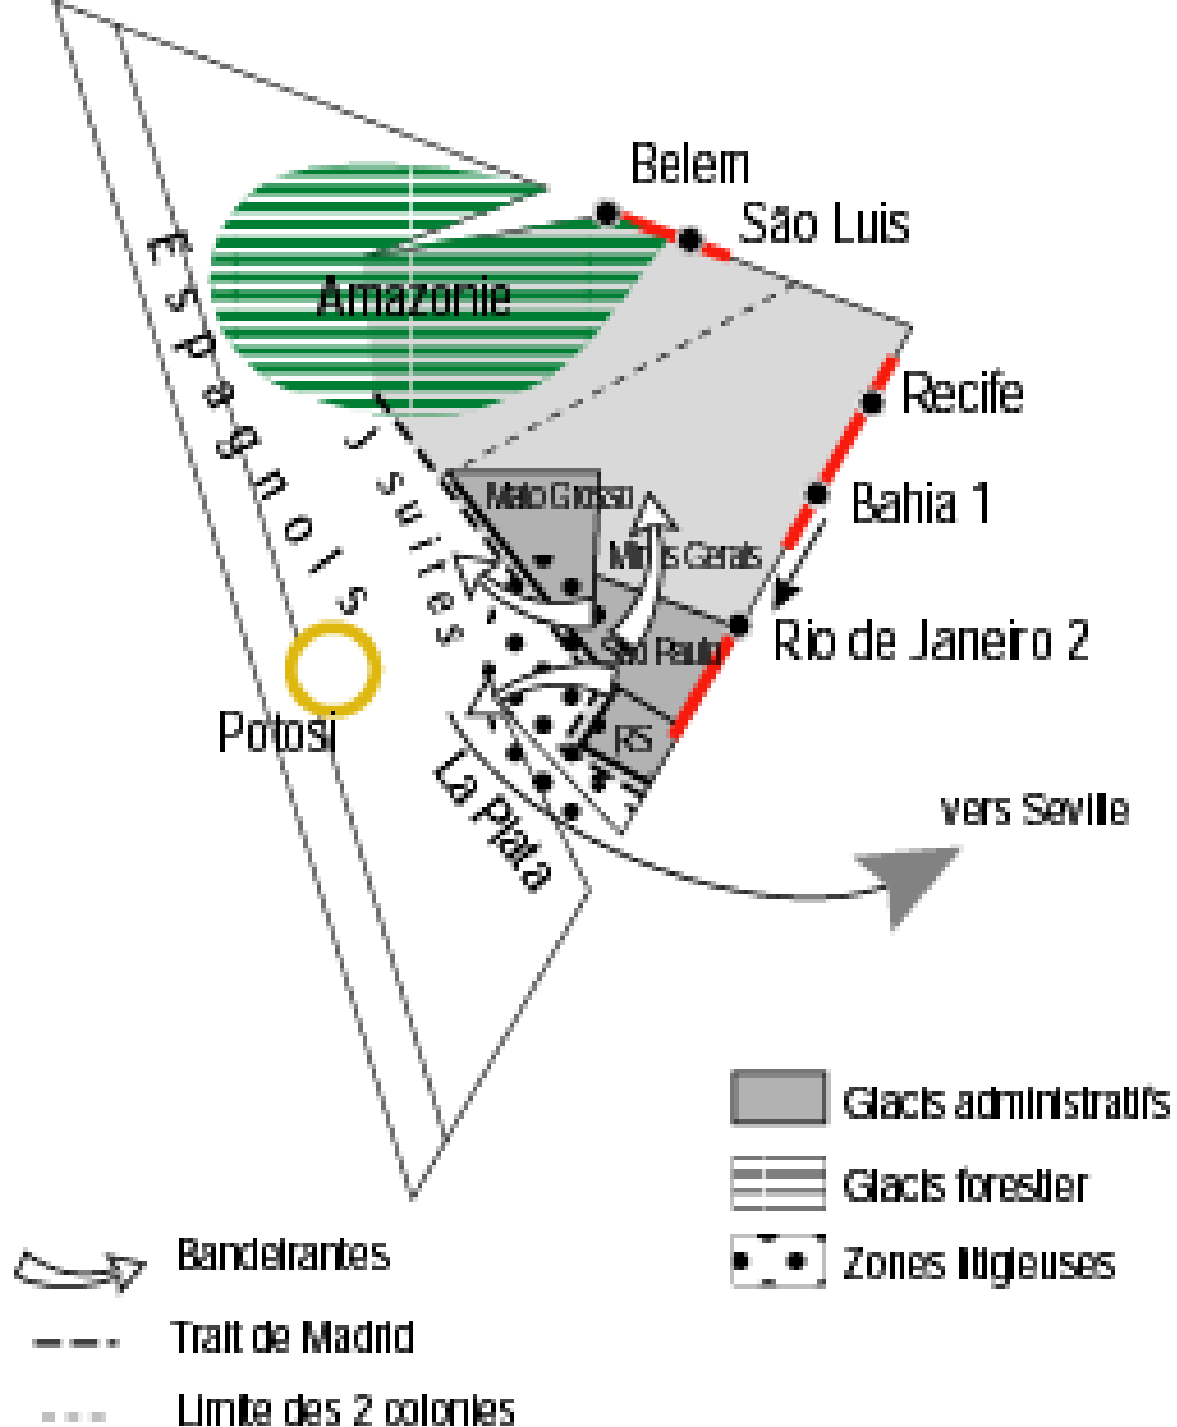 Belem
São Luis
Amazonie
Espagnols
Recife
J suites
Mato Grosso
Bahia 1
Minas Gerais
Rio de Janeiro 2
São Paulo
Potosi
RS
La Plata
vers Seville
Glacis administratifs
Glacis forestier
Bandeirantes
Zones litigieuses
Trait de Madrid
Limite des 2 colonies